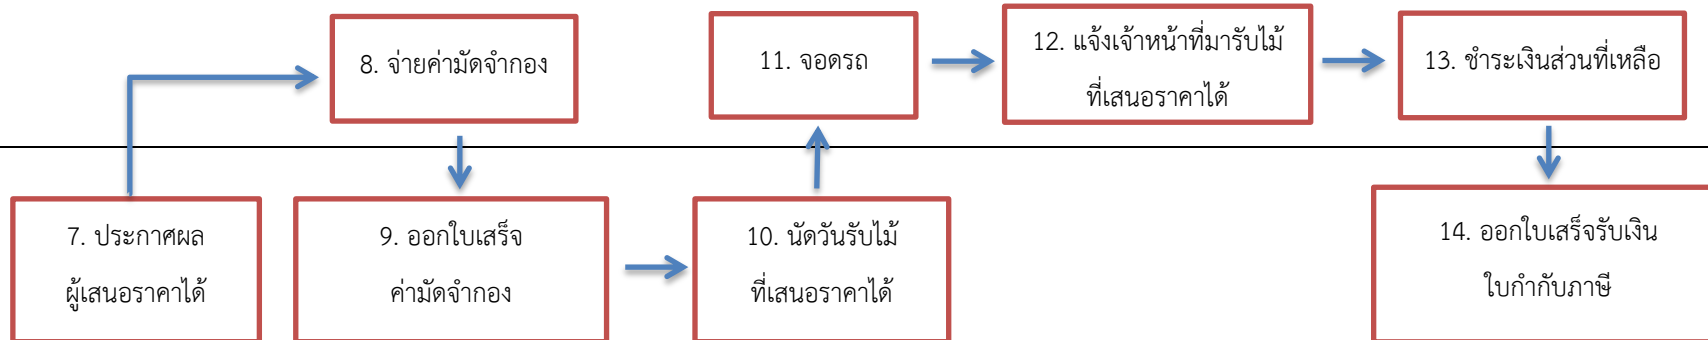 8. จ่ายค่ามัดจำกอง
11. จอดรถ
12. แจ้งเจ้าหน้าที่มารับไม้
ที่เสนอราคาได้
13. ชำระเงินส่วนที่เหลือ
7. ประกาศผล
ผู้เสนอราคาได้
9. ออกใบเสร็จ
ค่ามัดจำกอง
10. นัดวันรับไม้
ที่เสนอราคาได้
14. ออกใบเสร็จรับเงิน
ใบกำกับภาษี